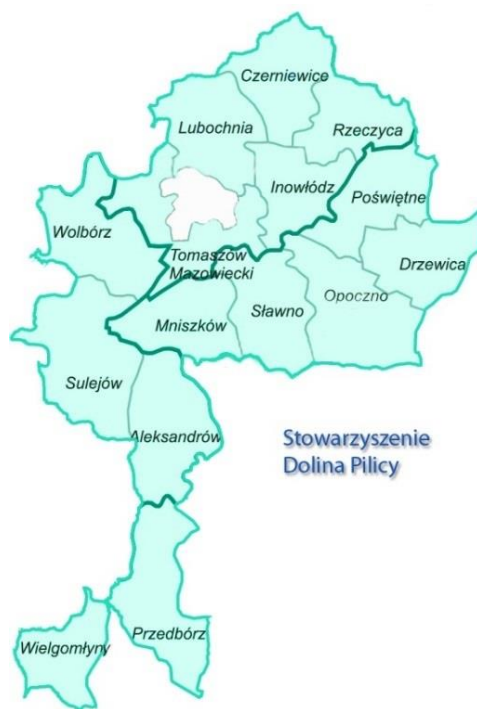 Czerniewice
Lubochnia
Rzeczyca
Inowłódz
Poświętne
Wolbórz
Tomaszów
Mazowiecki
Drzewica
Opoczno
Sławno
Mniszków
Sulejów
Aleksandrów
Stowarzyszenie
Dolina Pilicy
Przedbórz
Wielgomłyny